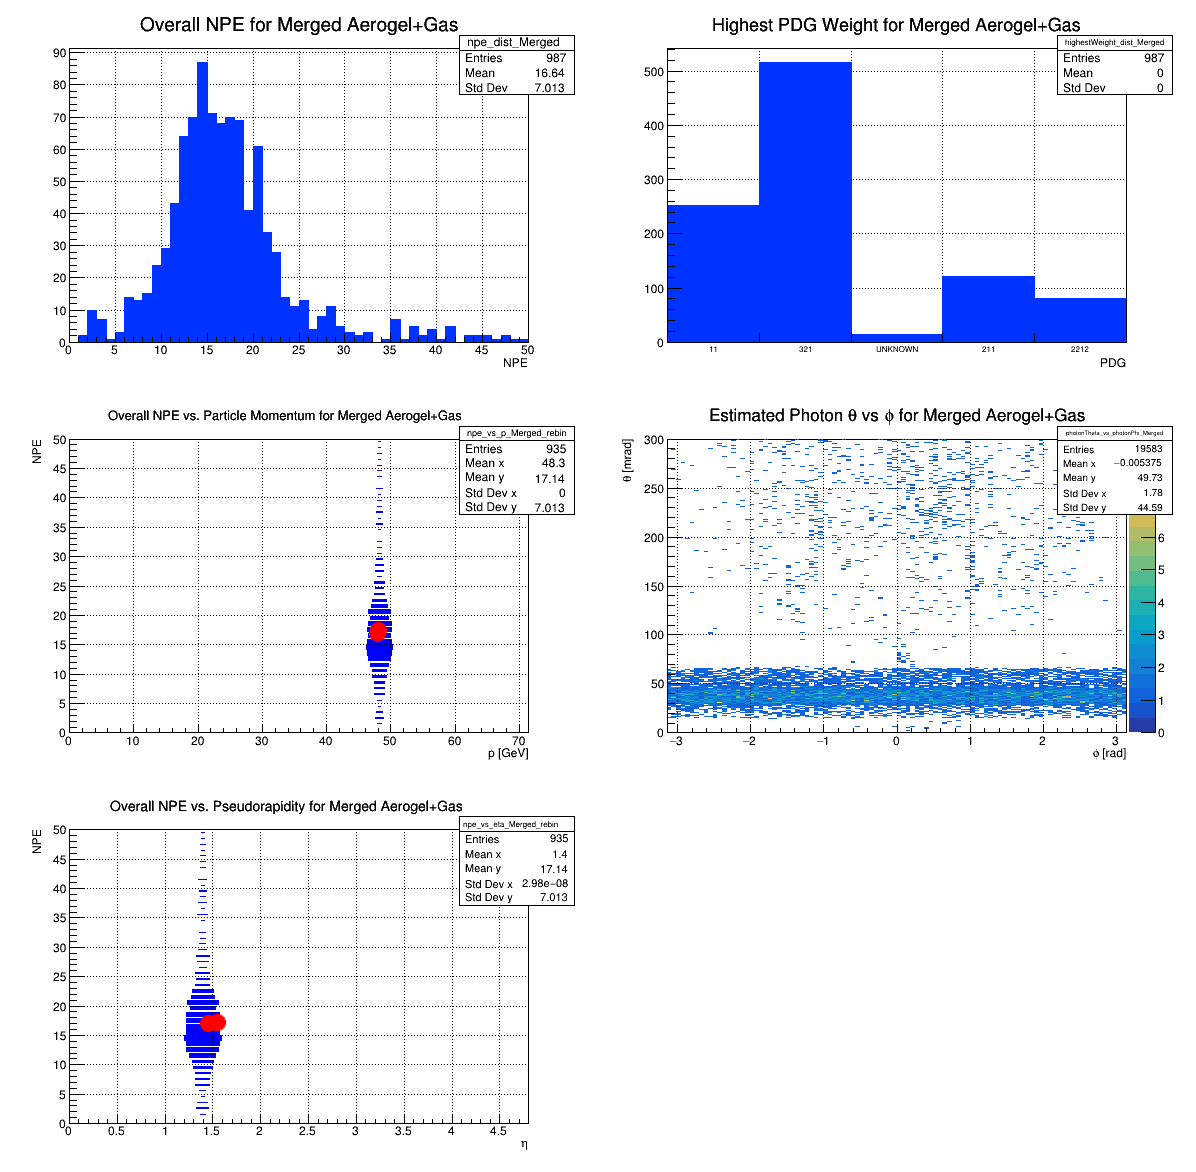 Overall NPE for Merged Aerogel+Gas
npe_dist_Merged
Entries 987
Mean 16.64
Std Dev 7.013
90
80
70
60
50
40
30
20
10
0
0 5 10 15 20 25 30 35 40 45 50
NPE
Highest PDG Weight for Merged Aerogel+Gas
highestWeight_dist_Merged
Entries 987
Mean 0
Std Dev 0
500
400
300
200
100
0
11 321 UNKNOWN 211 2212
PDG
Overall NPE vs. Particle Momentum for Merged Aerogel+Gas
npe_vs_p_Merged_rebin
Entries 935
Mean x 48.3
Mean y 17.14
Std Dev x 0
Std Dev y 7.013
NPE
50
45
40
35
30
25
20
15
10
5
0
0 10 20 30 40 50 60 70
p [GeV]
Estimated Photon θ vs ϕ for Merged Aerogel+Gas
photonTheta_vs_photonPhi_Merged
Entries 19583
Mean x −0.005375
Mean y 49.73
Std Dev x 1.78
Std Dev y 44.59
θ [mrad]
300
250
200
150
100
50
0
−3 −2 −1 0 1 2 3
ϕ [rad]
6
5
4
3
2
1
0
Overall NPE vs. Pseudorapidity for Merged Aerogel+Gas
npe_vs_eta_Merged_rebin
Entries 935
Mean x 1.4
Mean y 17.14
Std Dev x 2.98e−08
Std Dev y 7.013
NPE
50
45
40
35
30
25
20
15
10
5
0
0 0.5 1 1.5 2 2.5 3 3.5 4 4.5
η